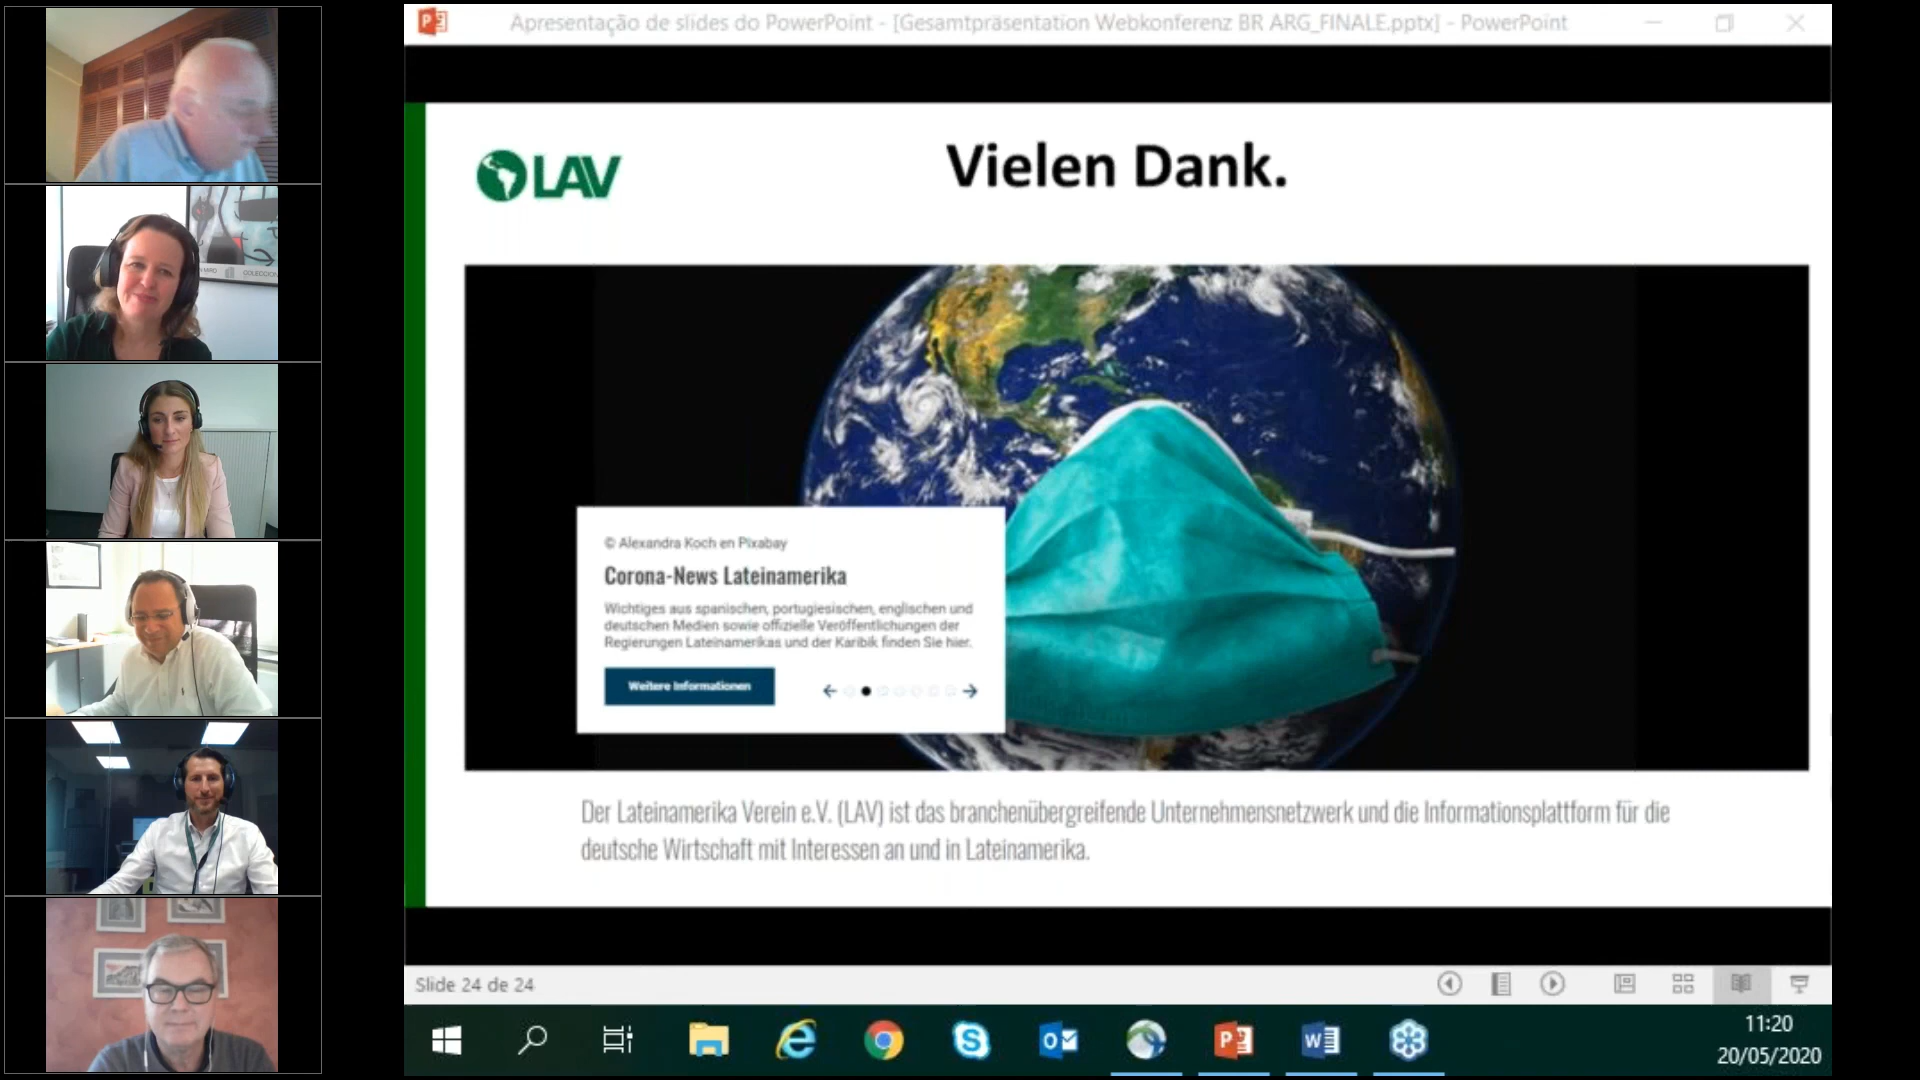 Apresentação de slides do PowerPoint - [Gesamtpräsentation Webkonferenz BR ARG_FINALE.pptx] - PowerPoint
LAV
Vielen Dank.
© Alexandra Koch en Pixabay
Corona-News Lateinamerika
Wichtiges aus spanischen, portugiesischen, englischen und
deutschen Medien sowie offizielle Veröffentlichungen der
Regierungen Lateinamerikas und der Karibik finden Sie hier.
Weitere Informationen
Der Lateinamerika Verein e.V. (LAV) ist das branchenübergreifende Unternehmensnetzwerk und die Informationsplattform für die
deutsche Wirtschaft mit Interessen an und in Lateinamerika.
Slide 24 de 24
11:20
20/05/2020